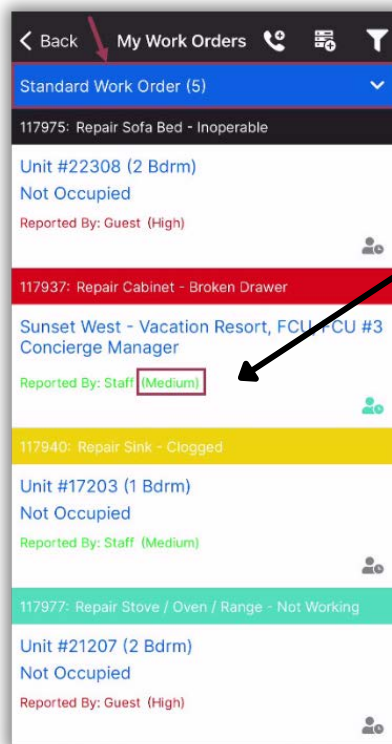 Back My Work Orders
Standard Work Order (5)
117975: Repair Sofa Bed - Inoperable
Unit #22308 (2 Bdrm)
Not Occupied
Reported By: Guest (High)
117937: Repair Cabinet - Broken Drawer
Sunset West - Vacation Resort, FCU, FCU #3
Concierge Manager
Reported By: Staff (Medium)
117940: Repair Sink - Clogged
Unit #17203 (1 Bdrm)
Not Occupied
Reported By: Staff (Medium)
117977: Repair Stove / Oven / Range - Not Working
Unit #21207 (2 Bdrm)
Not Occupied
Reported By: Guest (High)